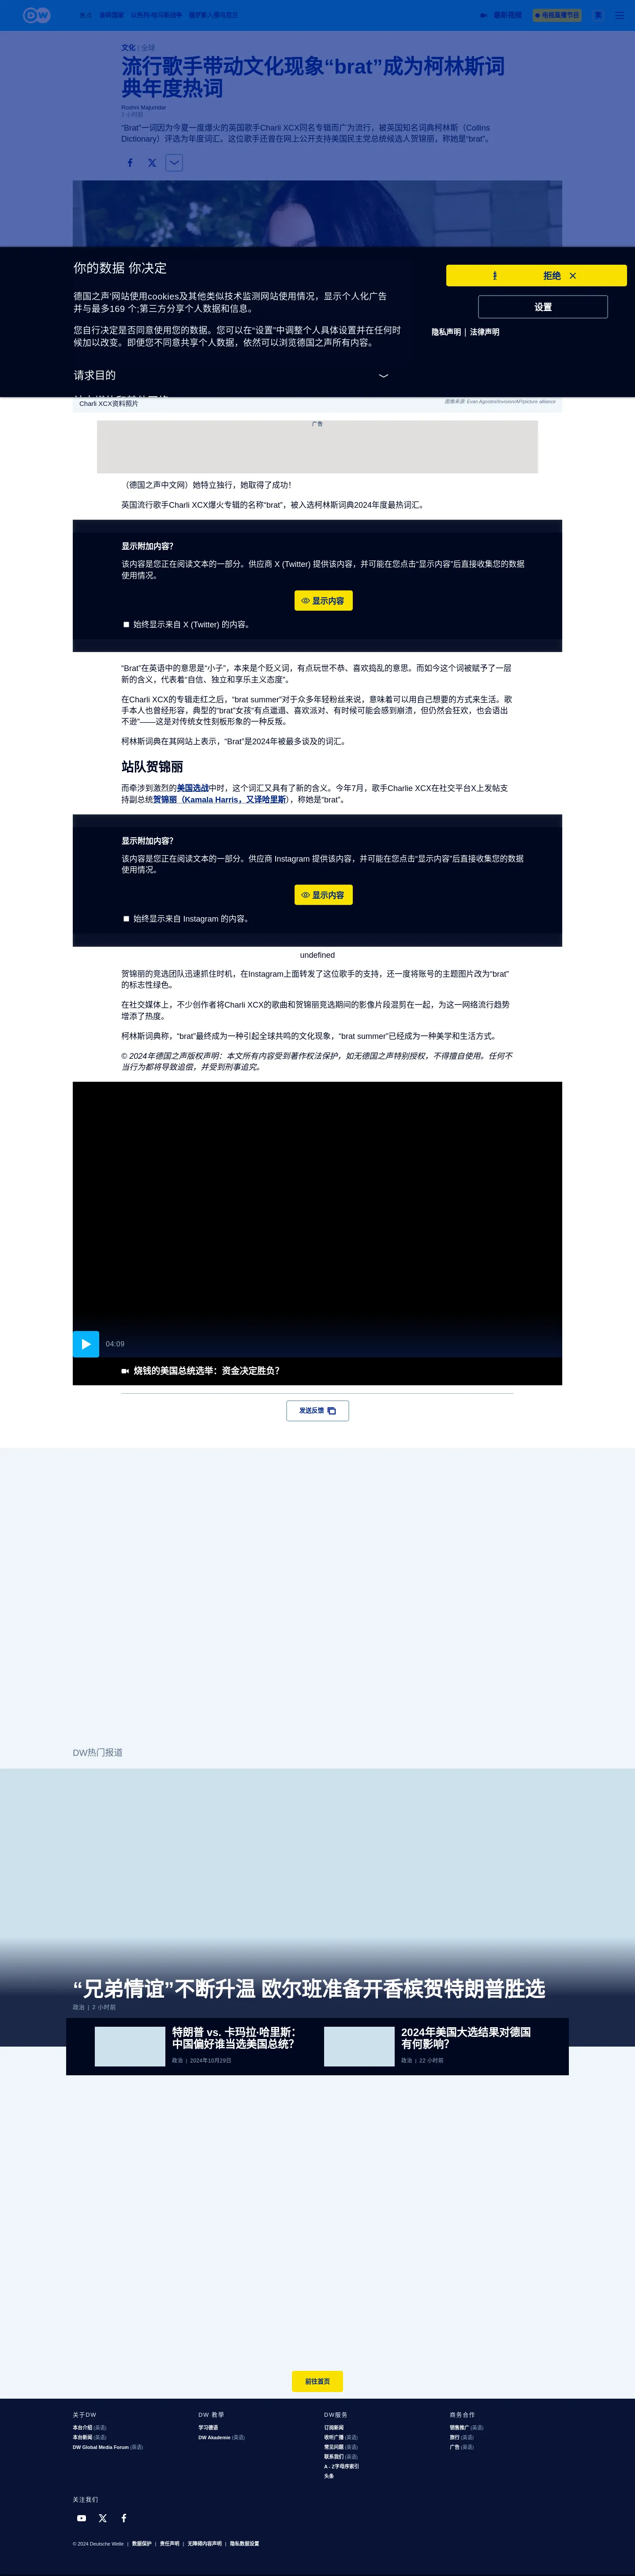 DW
焦点
金砖国家
以色列-哈马斯战争
俄罗斯入侵乌克兰
最新视频
电视直播节目
文化 | 全球
流行歌手带动文化现象“brat”成为柯林斯词
典年度热词
Roshni Majumdar
2 小时前
“Brat”一词因为今夏一度爆火的英国歌手Charli XCX同名专辑而广为流行，被英国知名词典柯林斯（Collins
Dictionary）评选为年度词汇。这位歌手还曾在网上公开支持美国民主党总统候选人贺锦丽，称她是“brat”。
你的数据 你决定
德国之声'网站使用cookies及其他类似技术监测网站使用情况，显示个人化广告
并与最多169 个;第三方分享个人数据和信息。
您自行决定是否同意使用您的数据。您可以在“设置”中调整个人具体设置并在任何时
候加以改变。即便您不同意共享个人数据，依然可以浏览德国之声所有内容。
请求目的
拒绝
设置
隐私声明 | 法律声明
Charli XCX资料照片
图像来源: Evan Agostini/Invision/AP/picture alliance
广告
（德国之声中文网）她特立独行，她取得了成功！
英国流行歌手Charli XCX爆火专辑的名称“brat”，被入选柯林斯词典2024年度最热词汇。
显示附加内容？
该内容是您正在阅读文本的一部分。供应商 X (Twitter) 提供该内容，并可能在您点击“显示内容”后直接收集您的数据
使用情况。
显示内容
始终显示来自 X (Twitter) 的内容。
“Brat”在英语中的意思是“小子”，本来是个贬义词，有点玩世不恭、喜欢捣乱的意思。而如今这个词被赋予了一层
新的含义，代表着“自信、独立和享乐主义态度”。
在Charli XCX的专辑走红之后，“brat summer”对于众多年轻粉丝来说，意味着可以用自己想要的方式来生活。歌
手本人也曾经形容，典型的“brat”女孩“有点邋遢、喜欢派对、有时候可能会感到崩溃，但仍然会狂欢，也会语出
不逊”——这是对传统女性刻板形象的一种反叛。
柯林斯词典在其网站上表示，“Brat”是2024年被最多谈及的词汇。
站队贺锦丽
而牵涉到激烈的美国选战中时，这个词汇又具有了新的含义。今年7月，歌手Charlie XCX在社交平台X上发帖支
持副总统贺锦丽（Kamala Harris，又译哈里斯），称她是“brat”。
显示附加内容？
该内容是您正在阅读文本的一部分。供应商 Instagram 提供该内容，并可能在您点击“显示内容”后直接收集您的数据
使用情况。
显示内容
始终显示来自 Instagram 的内容。
undefined
贺锦丽的竞选团队迅速抓住时机，在Instagram上面转发了这位歌手的支持，还一度将账号的主题图片改为“brat”
的标志性绿色。
在社交媒体上，不少创作者将Charli XCX的歌曲和贺锦丽竞选期间的影像片段混剪在一起，为这一网络流行趋势
增添了热度。
柯林斯词典称，“brat”最终成为一种引起全球共鸣的文化现象，“brat summer”已经成为一种美学和生活方式。
© 2024年德国之声版权声明：本文所有内容受到著作权法保护，如无德国之声特别授权，不得擅自使用。任何不
当行为都将导致追偿，并受到刑事追究。
04:09
烧钱的美国总统选举：资金决定胜负？
发送反馈
DW热门报道
“兄弟情谊”不断升温 欧尔班准备开香槟贺特朗普胜选
政治 | 2 小时前
特朗普 vs. 卡玛拉·哈里斯：
中国偏好谁当选美国总统？
政治 | 2024年10月29日
2024年美国大选结果对德国
有何影响？
政治 | 22 小时前
前往首页
关于DW
本台介绍 (英语)
本台新闻 (英语)
DW Global Media Forum (英语)
DW 教學
学习德语
DW Akademie (英语)
DW服务
订阅新闻
收听广播 (英语)
常见问题 (英语)
联系我们 (英语)
A - Z字母序索引
头条
商务合作
销售推广 (英语)
旅行 (英语)
广告 (英语)
关注我们
© 2024 Deutsche Welle | 数据保护 | 责任声明 | 无障碍内容声明 | 隐私数据设置